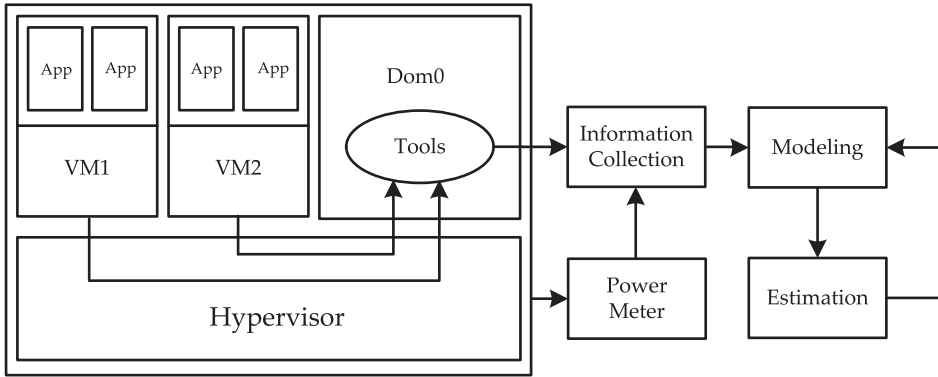 App
App
App
App
Dom0
Tools
VM1
VM2
Information
Collection
Modeling
Hypervisor
Power
Meter
Estimation